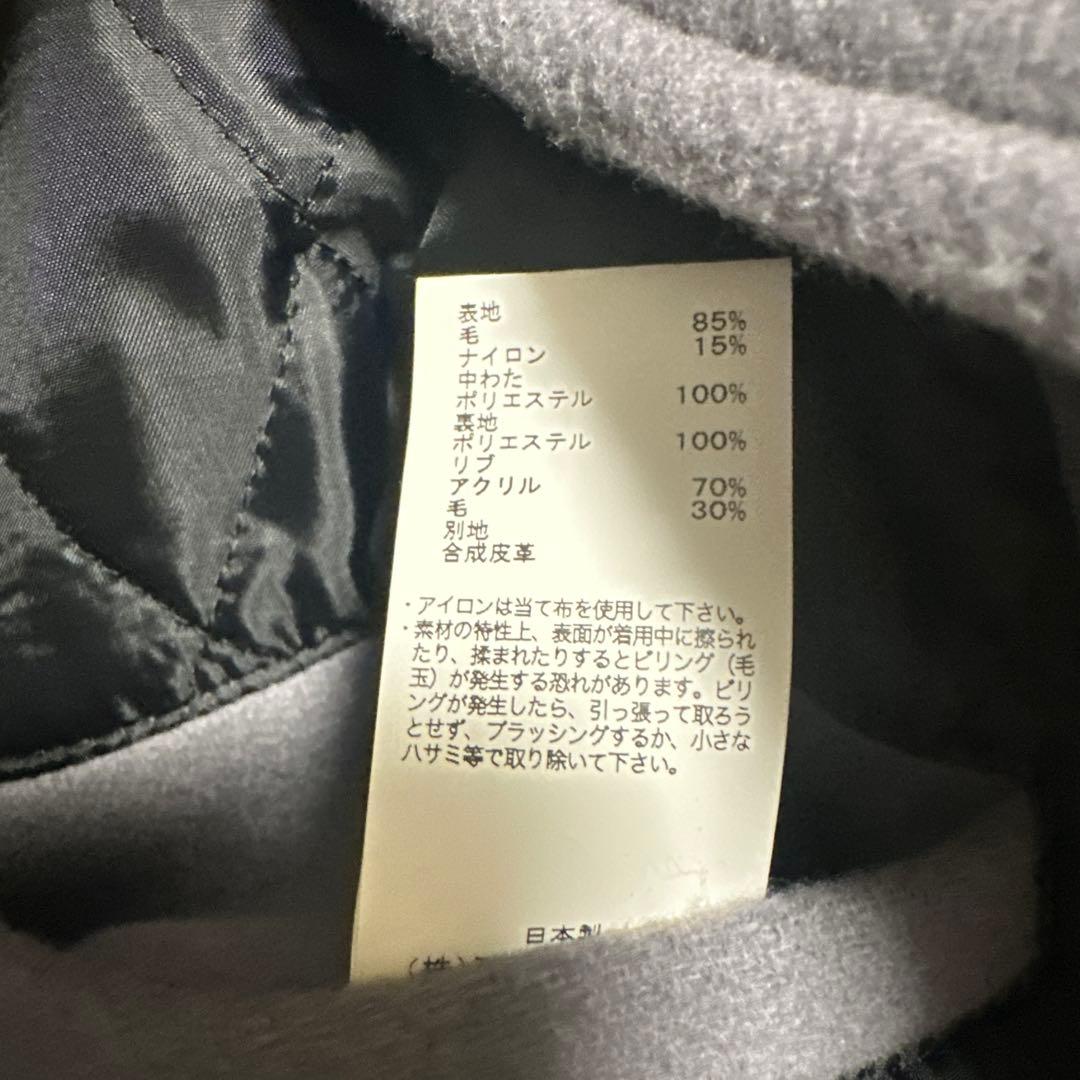 表地
毛 85%
ナイロン 15%
中わた
ポリエステル 100%
裏地
ポリエステル 100%
リブ
アクリル 70%
毛 30%
別地
合成皮革
・アイロンは当て布を使用して下さい。
・素材の特性上、表面が着用中に擦られ
たり、揉まれたりするとピリング（毛
玉）が発生する恐れがあります。ピリ
ングが発生したら、引っ張って取ろう
とせず、ブラッシングするか、小さな
ハサミ等で取り除いて下さい。
日本製
（株）